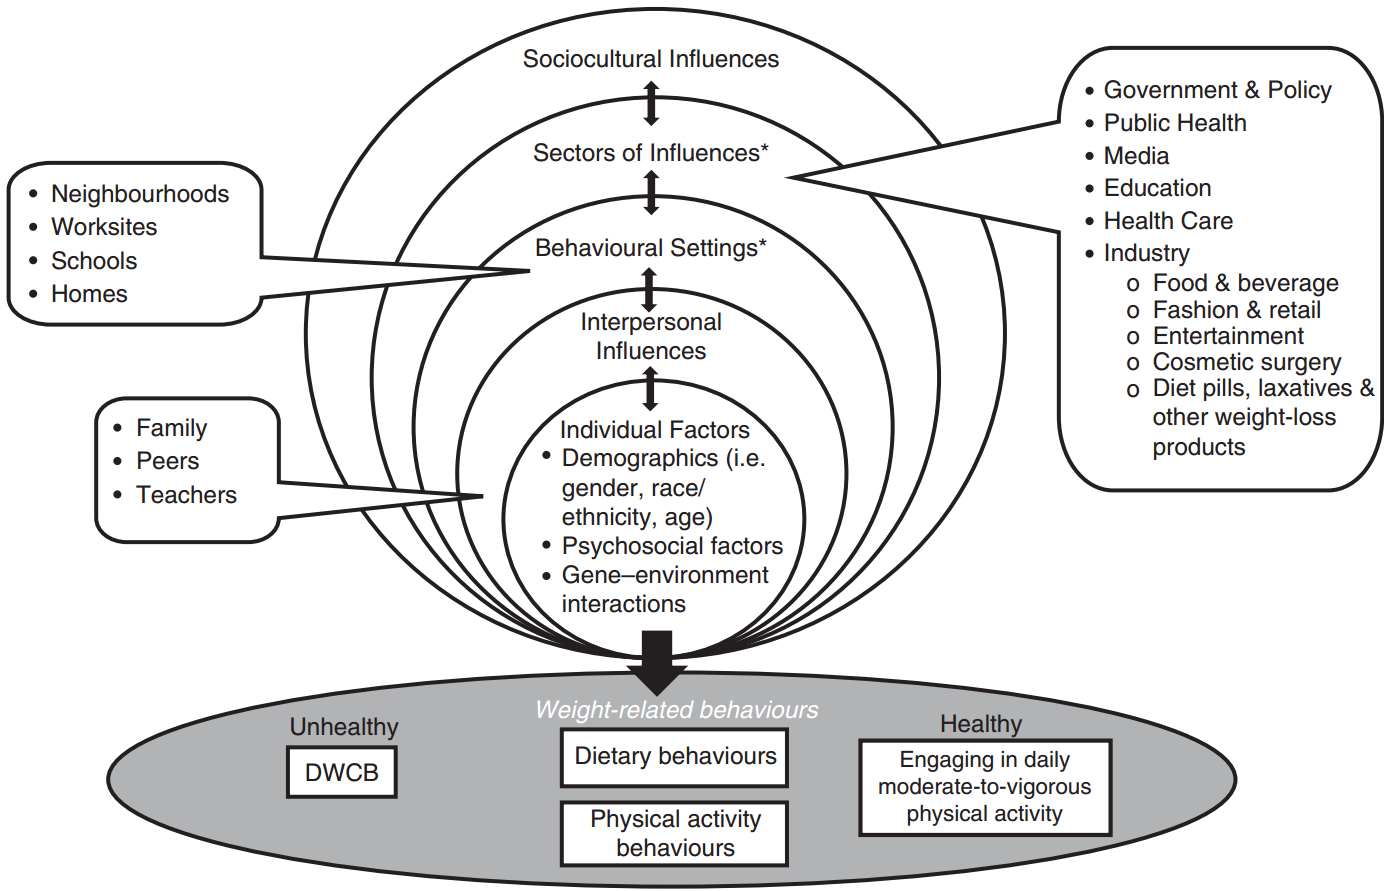 Sociocultural Influences
Sectors of Influences*
Behavioural Settings*
Interpersonal
Influences
Individual Factors
• Demographics (i.e.
gender, race/
ethnicity, age)
• Psychosocial factors
• Gene–environment
interactions
• Neighbourhoods
• Worksites
• Schools
• Homes
• Family
• Peers
• Teachers
• Government & Policy
• Public Health
• Media
• Education
• Health Care
• Industry
o Food & beverage
o Fashion & retail
o Entertainment
o Cosmetic surgery
o Diet pills, laxatives &
other weight-loss
products
Weight-related behaviours
Unhealthy
DWCB
Dietary behaviours
Physical activity
behaviours
Healthy
Engaging in daily
moderate-to-vigorous
physical activity